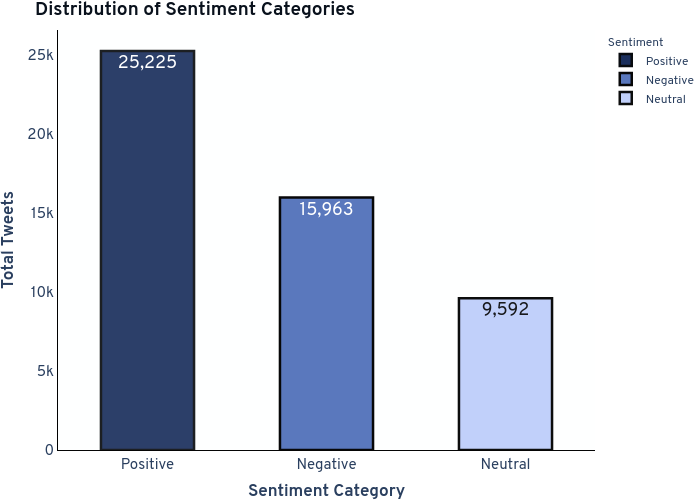 Distribution of Sentiment Categories
Sentiment
Positive
Negative
Neutral
25k
20k
15k
10k
5k
0
Total Tweets
25,225
15,963
9,592
Positive
Negative
Neutral
Sentiment Category